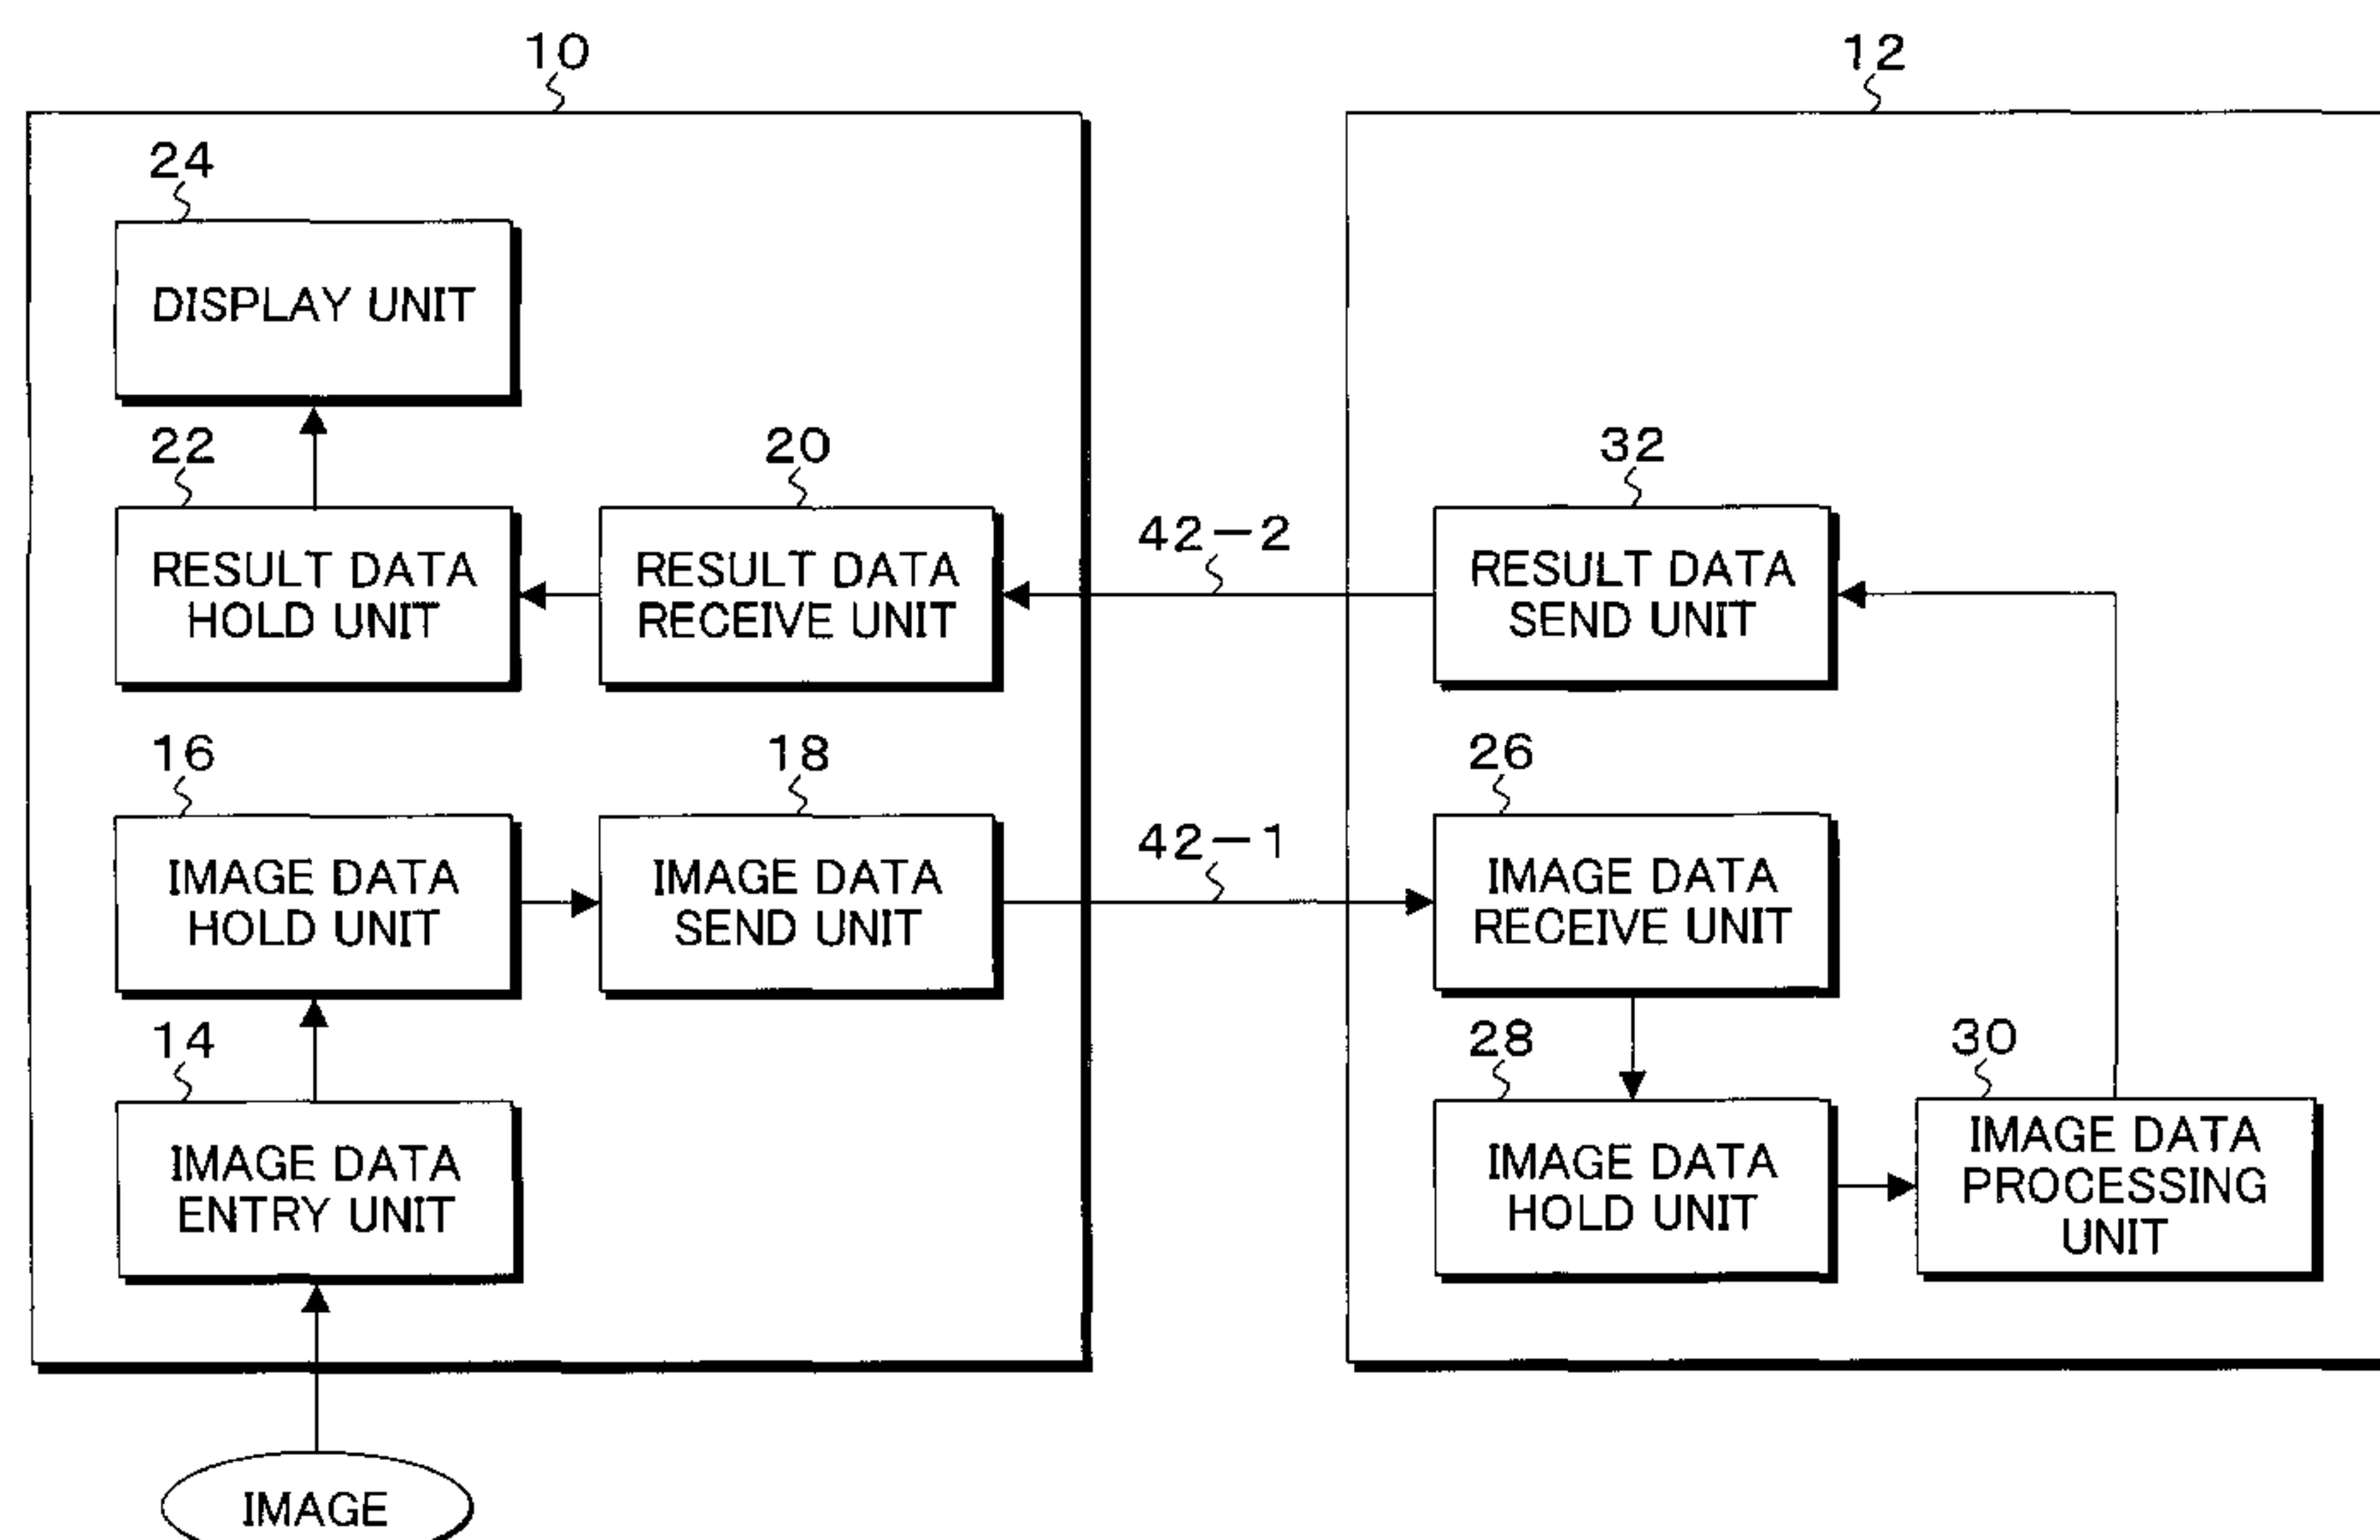 10
12
24
DISPLAY UNIT
22
20
32
42-2
RESULT DATA
HOLD UNIT
RESULT DATA
RECEIVE UNIT
RESULT DATA
SEND UNIT
16
18
26
42-1
IMAGE DATA
HOLD UNIT
IMAGE DATA
SEND UNIT
IMAGE DATA
RECEIVE UNIT
14
28
30
IMAGE DATA
ENTRY UNIT
IMAGE DATA
HOLD UNIT
IMAGE DATA
PROCESSING
UNIT
IMAGE